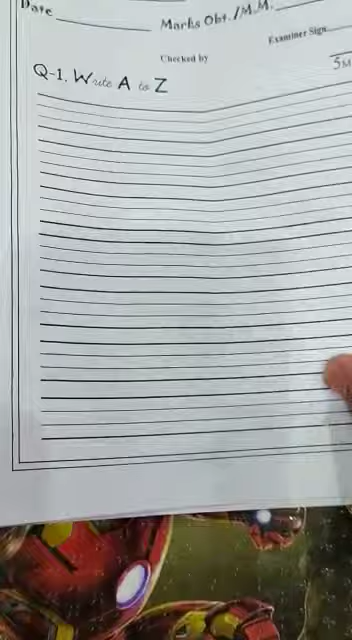 Date
Marks Obt. /M.M.
Examiner Sign
Checked by
5M
Q-1. Write A to Z